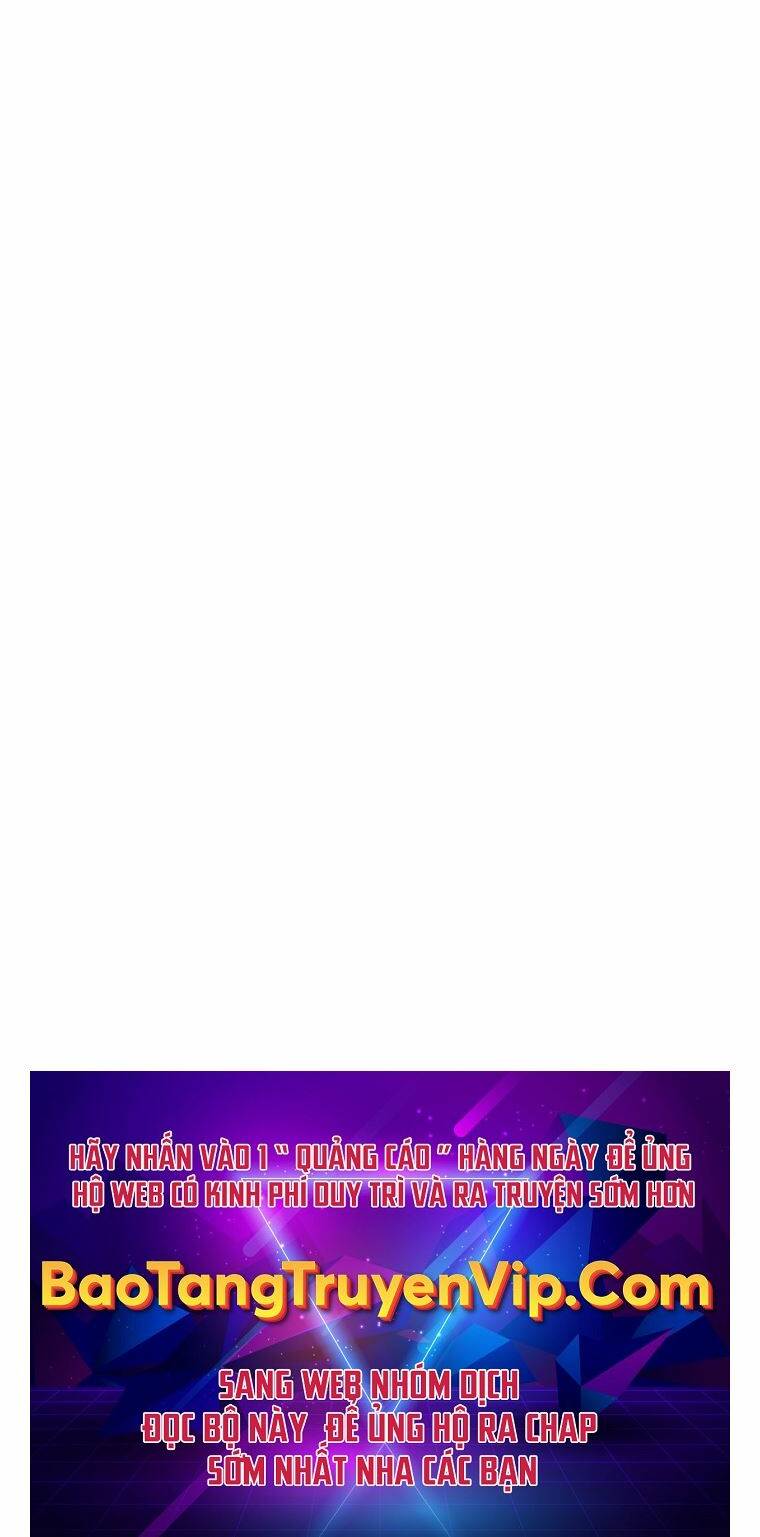 HÃY NHẤN VÀO 1 “ QUẢNG CÁO ” HÀNG NGÀY ĐỂ ỦNG
HỘ WEB CÓ KINH PHÍ DUY TRÌ VÀ RA TRUYỆN SỚM HƠN
BaoTangTruyenVip.Com
SANG WEB NHÓM DỊCH
ĐỌC BỘ NÀY ĐỂ ỦNG HỘ RA CHAP
SỚM NHẤT NHA CÁC BẠN